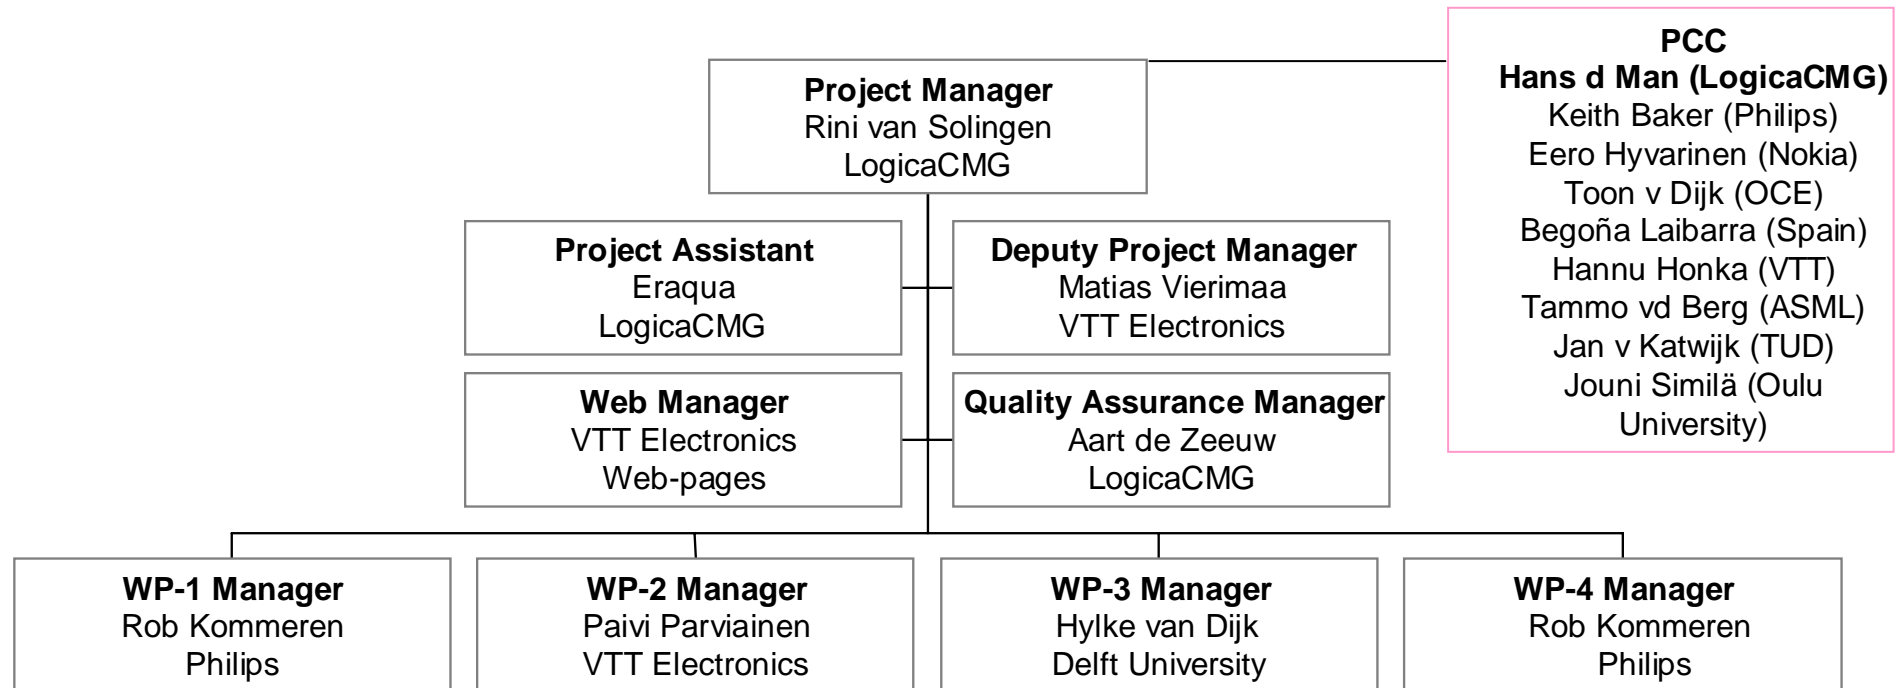 Project Manager
Rini van Solingen
LogicaCMG
PCC
Hans d Man (LogicaCMG)
Keith Baker (Philips)
Eero Hyvarinen (Nokia)
Toon v Dijk (OCE)
Begoña Laibarra (Spain)
Hannu Honka (VTT)
Tammo vd Berg (ASML)
Jan v Katwijk (TUD)
Jouni Similä (Oulu
University)
Project Assistant
Eraqua
LogicaCMG
Deputy Project Manager
Matias Vierimaa
VTT Electronics
Web Manager
VTT Electronics
Web-pages
Quality Assurance Manager
Aart de Zeeuw
LogicaCMG
WP-1 Manager
Rob Kommeren
Philips
WP-2 Manager
Paivi Parviainen
VTT Electronics
WP-3 Manager
Hylke van Dijk
Delft University
WP-4 Manager
Rob Kommeren
Philips